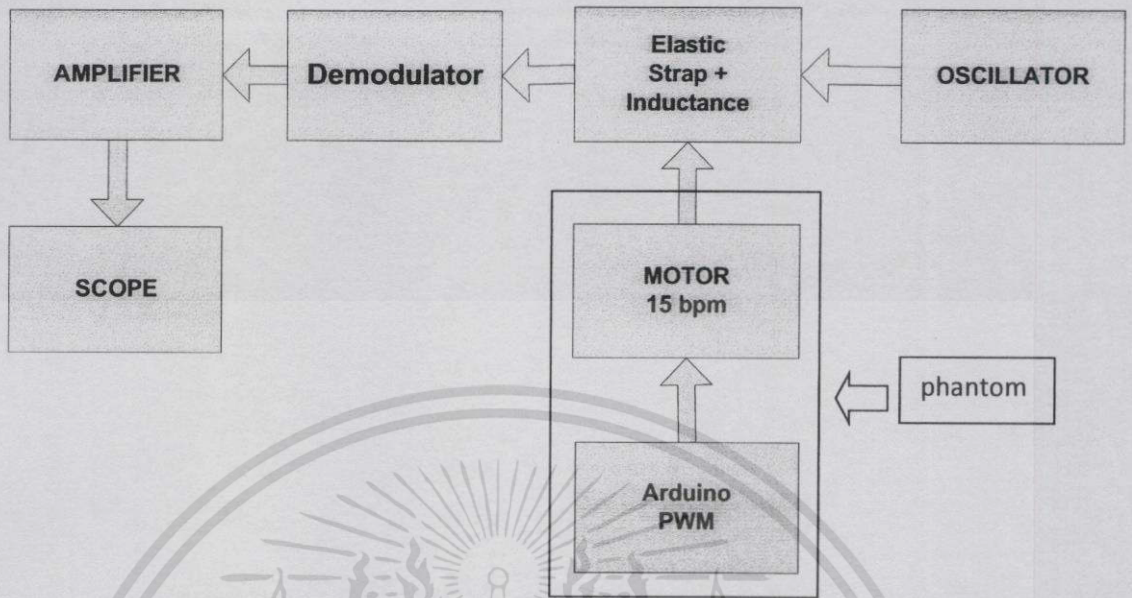 AMPLIFIER
Demodulator
Elastic
Strap +
Inductance
OSCILLATOR
SCOPE
MOTOR
15 bpm
phantom
Arduino
PWM